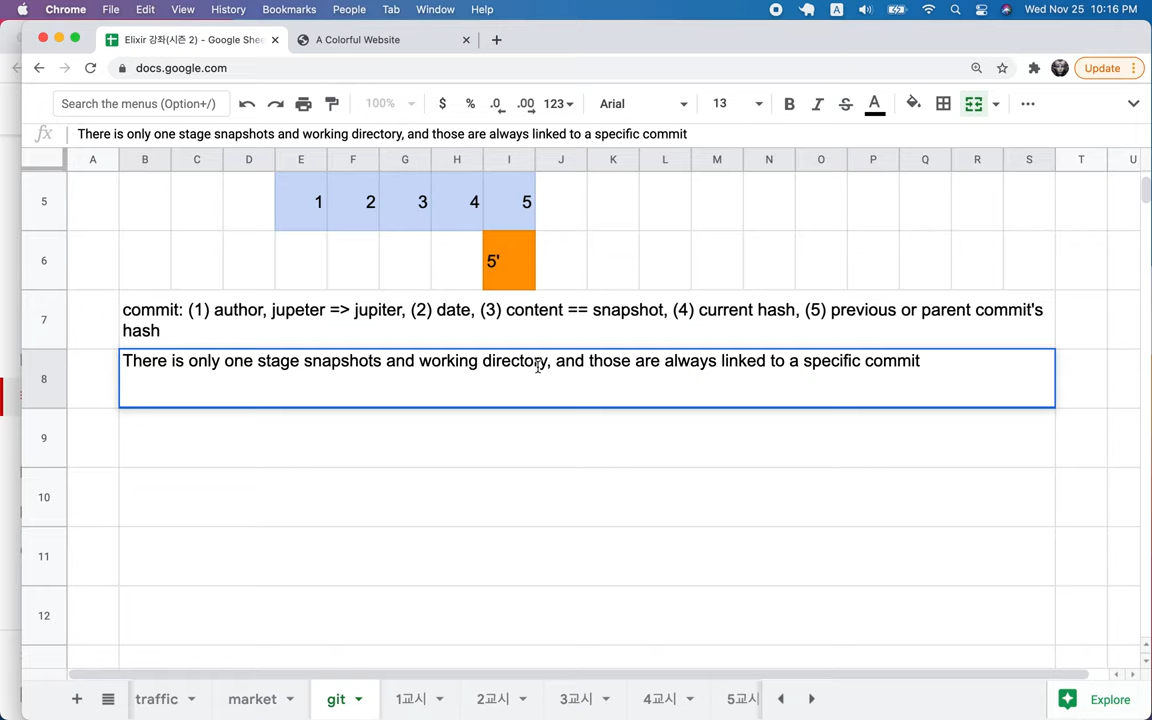 Chrome File Edit View History Bookmarks People Tab Window Help A Wed Nov 25 10:16 PM
Elixir 강좌(시즌 2) - Google Shee A Colorful Website
docs.google.com Update
Search the menus (Option+/) 100% $ % .0 .00 123 Arial 13 B I S A
fx There is only one stage snapshots and working directory, and those are always linked to a specific commit
A B C D E F G H I J K L M N O P Q R S T U
5 1 2 3 4 5
6 5'
7 commit: (1) author, jupeter => jupiter, (2) date, (3) content == snapshot, (4) current hash, (5) previous or parent commit's
hash
8 There is only one stage snapshots and working directory, and those are always linked to a specific commit
9
10
11
12
traffic market git 1교시 2교시 3교시 4교시 5교시 Explore